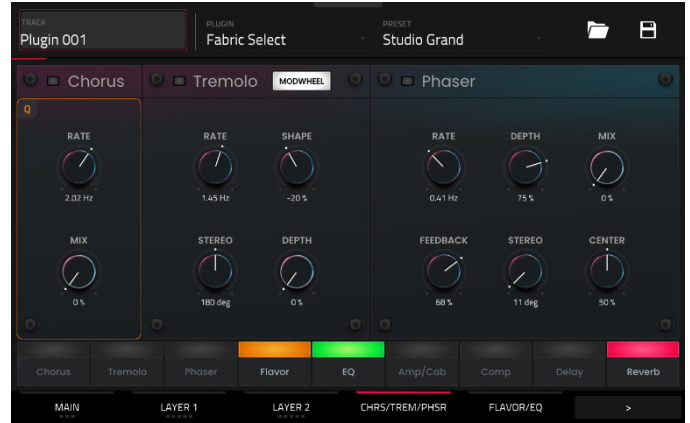 TRACK
Plugin 001
PLUGIN
Fabric Select
PRESET
Studio Grand
Chorus
Tremolo
MODWHEEL
Phaser
Q
RATE
2.02 Hz
MIX
0 %
RATE
1.45 Hz
SHAPE
-20 %
STEREO
180 deg
DEPTH
0 %
RATE
0.41 Hz
DEPTH
75 %
MIX
0 %
FEEDBACK
68 %
STEREO
11 deg
CENTER
50 %
Chorus
Tremolo
Phaser
Flavor
EQ
Amp/Cab
Comp
Delay
Reverb
MAIN
LAYER 1
LAYER 2
CHRS/TREM/PHSR
FLAVOR/EQ
>